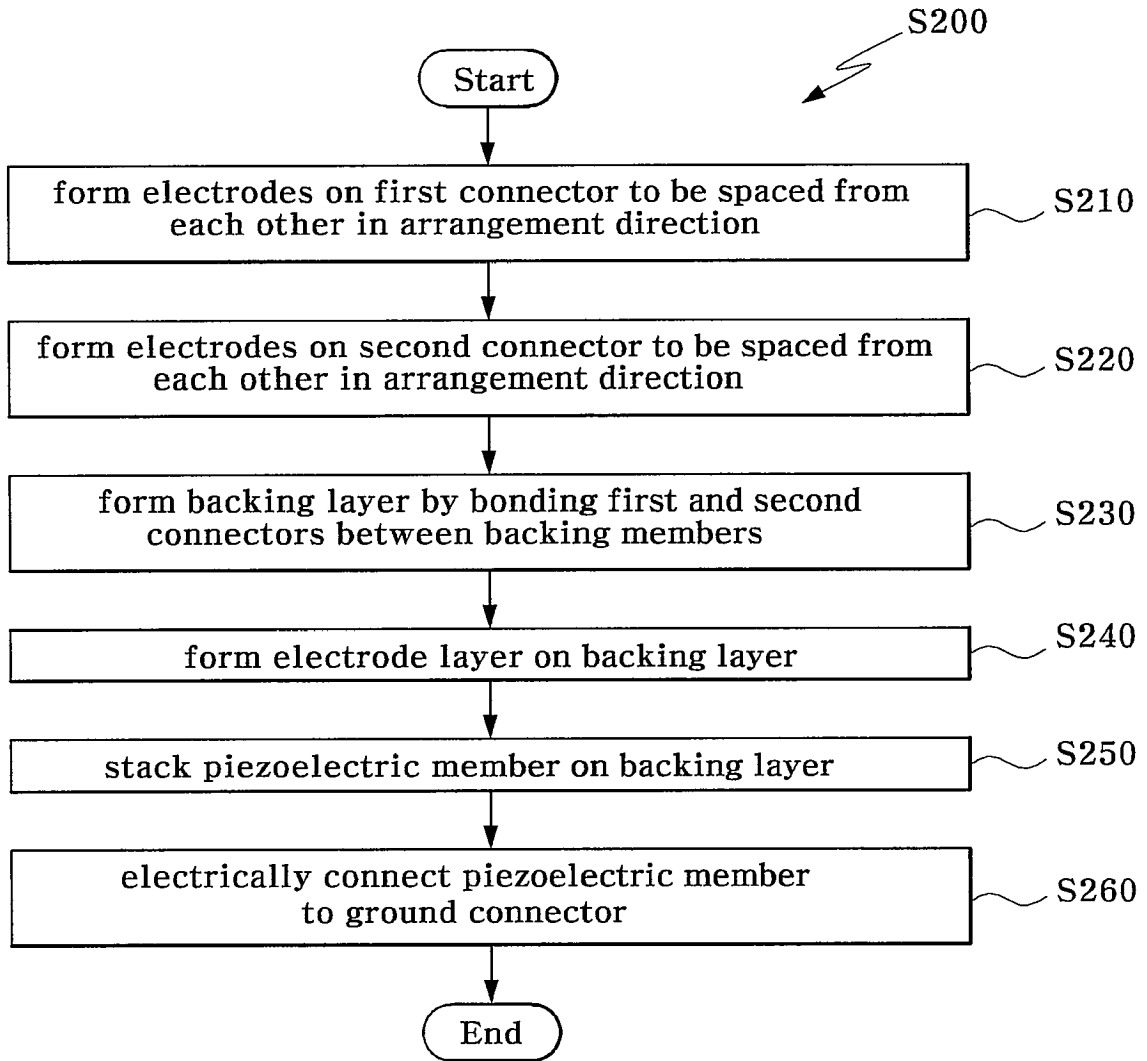 S200
Start
form electrodes on first connector to be spaced from
each other in arrangement direction
S210
form electrodes on second connector to be spaced from
each other in arrangement direction
S220
form backing layer by bonding first and second
connectors between backing members
S230
form electrode layer on backing layer
S240
stack piezoelectric member on backing layer
S250
electrically connect piezoelectric member
to ground connector
S260
End